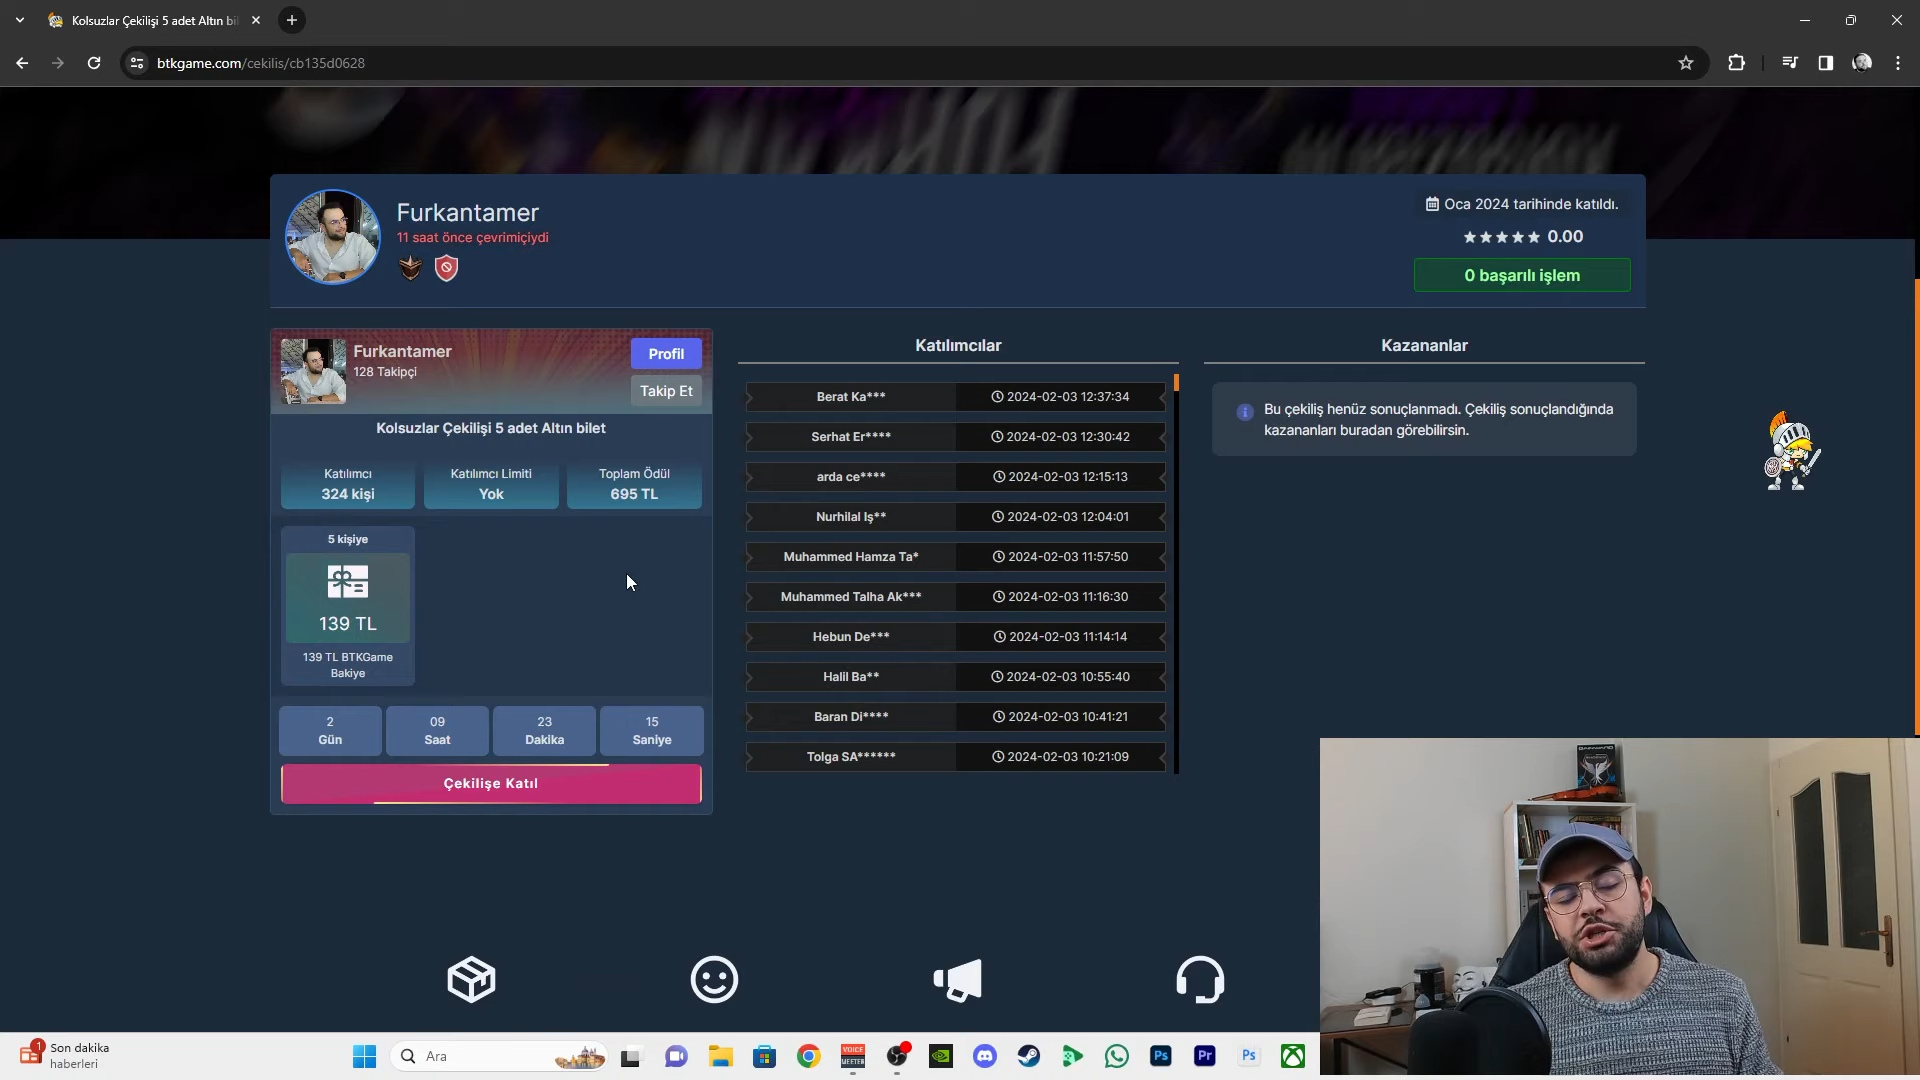 Kolsuzlar Çekilişi 5 adet Altın bil
btkgame.com/cekilis/cb135d0628
Furkantamer
11 saat önce çevrimiçiydi
Oca 2024 tarihinde katıldı.
0.00
0 başarılı işlem
Furkantamer
128 Takipçi
Profil
Takip Et
Kolsuzlar Çekilişi 5 adet Altın bilet
Katılımcı
324 kişi
Katılımcı Limiti
Yok
Toplam Ödül
695 TL
5 kişiye
139 TL
139 TL BTKGame
Bakiye
2
Gün
09
Saat
23
Dakika
15
Saniye
Çekilişe Katıl
Katılımcılar
Berat Ka*** 2024-02-03 12:37:34
Serhat Er**** 2024-02-03 12:30:42
arda ce**** 2024-02-03 12:15:13
Nurhilal Iş** 2024-02-03 12:04:01
Muhammed Hamza Ta* 2024-02-03 11:57:50
Muhammed Talha Ak*** 2024-02-03 11:16:30
Hebun De*** 2024-02-03 11:14:14
Halil Ba** 2024-02-03 10:55:40
Baran Di**** 2024-02-03 10:41:21
Tolga SA****** 2024-02-03 10:21:09
Kazananlar
Bu çekiliş henüz sonuçlanmadı. Çekiliş sonuçlandığında
kazananları buradan görebilirsin.
1
Son dakika
haberleri
Ara
VOICE
MEETER
Ps
Pr
Ps